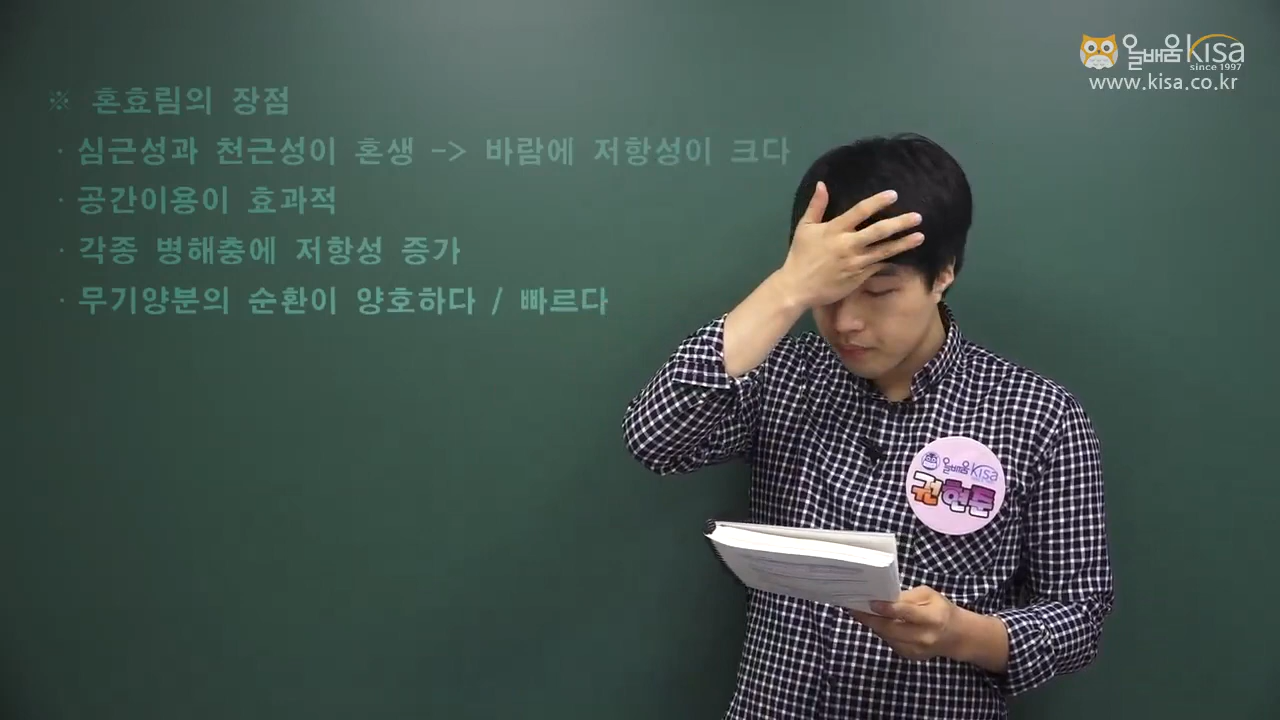 ※ 혼효림의 장점
· 심근성과 천근성이 혼생 -> 바람에 저항성이 크다
· 공간이용이 효과적
· 각종 병해충에 저항성 증가
· 무기양분의 순환이 양호하다 / 빠르다
올배움kisa
since 1997
www.kisa.co.kr
올배움kisa
권현준